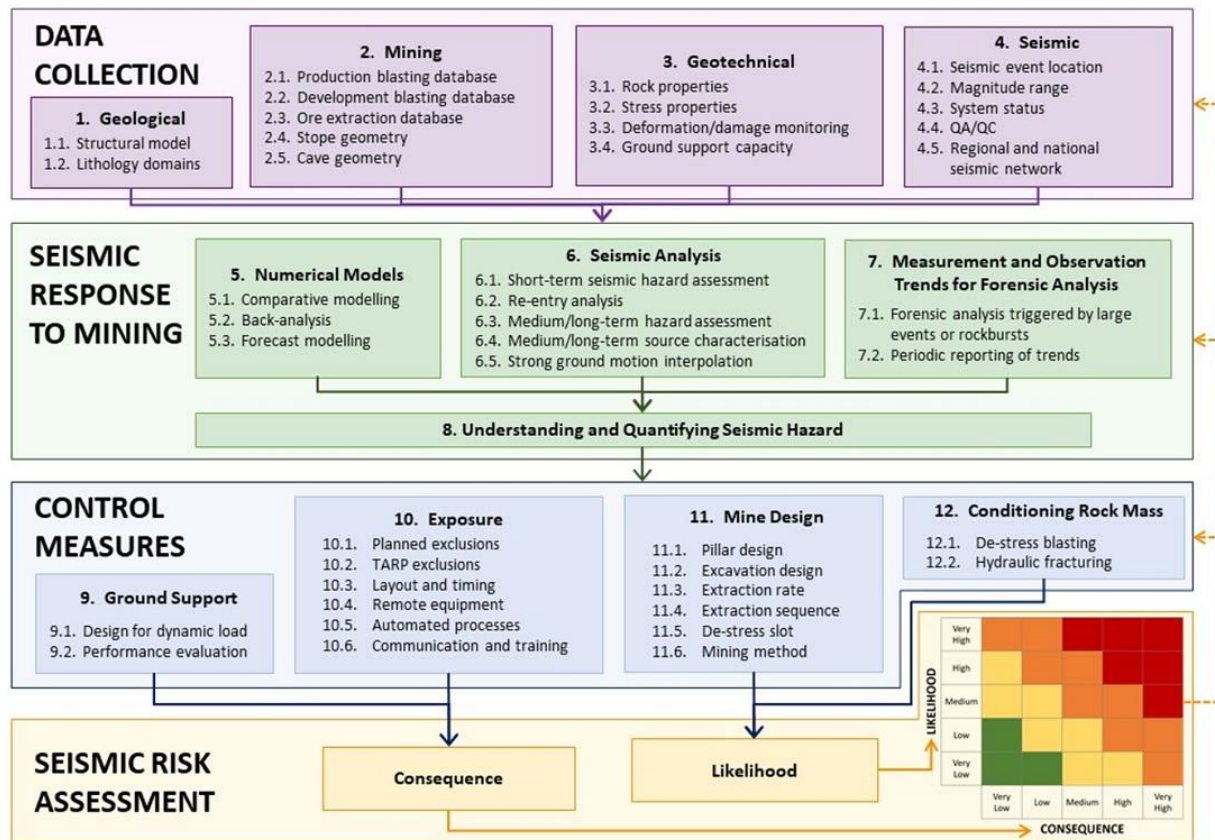 DATA
COLLECTION
1. Geological
1.1. Structural model
1.2. Lithology domains
2. Mining
2.1. Production blasting database
2.2. Development blasting database
2.3. Ore extraction database
2.4. Stope geometry
2.5. Cave geometry
3. Geotechnical
3.1. Rock properties
3.2. Stress properties
3.3. Deformation/damage monitoring
3.4. Ground support capacity
4. Seismic
4.1. Seismic event location
4.2. Magnitude range
4.3. System status
4.4. QA/QC
4.5. Regional and national
seismic network
SEISMIC
RESPONSE
TO MINING
5. Numerical Models
5.1. Comparative modelling
5.2. Back-analysis
5.3. Forecast modelling
6. Seismic Analysis
6.1. Short-term seismic hazard assessment
6.2. Re-entry analysis
6.3. Medium/long-term hazard assessment
6.4. Medium/long-term source characterisation
6.5. Strong ground motion interpolation
7. Measurement and Observation
Trends for Forensic Analysis
7.1. Forensic analysis triggered by large
events or rockbursts
7.2. Periodic reporting of trends
8. Understanding and Quantifying Seismic Hazard
CONTROL
MEASURES
9. Ground Support
9.1. Design for dynamic load
9.2. Performance evaluation
10. Exposure
10.1. Planned exclusions
10.2. TARP exclusions
10.3. Layout and timing
10.4. Remote equipment
10.5. Automated processes
10.6. Communication and training
11. Mine Design
11.1. Pillar design
11.2. Excavation design
11.3. Extraction rate
11.4. Extraction sequence
11.5. De-stress slot
11.6. Mining method
12. Conditioning Rock Mass
12.1. De-stress blasting
12.2. Hydraulic fracturing
SEISMIC RISK
ASSESSMENT
Consequence
Likelihood
LIKELIHOOD
Very
High
High
Medium
Low
Very
Low
Very
Low
Low
Medium
High
Very
High
CONSEQUENCE